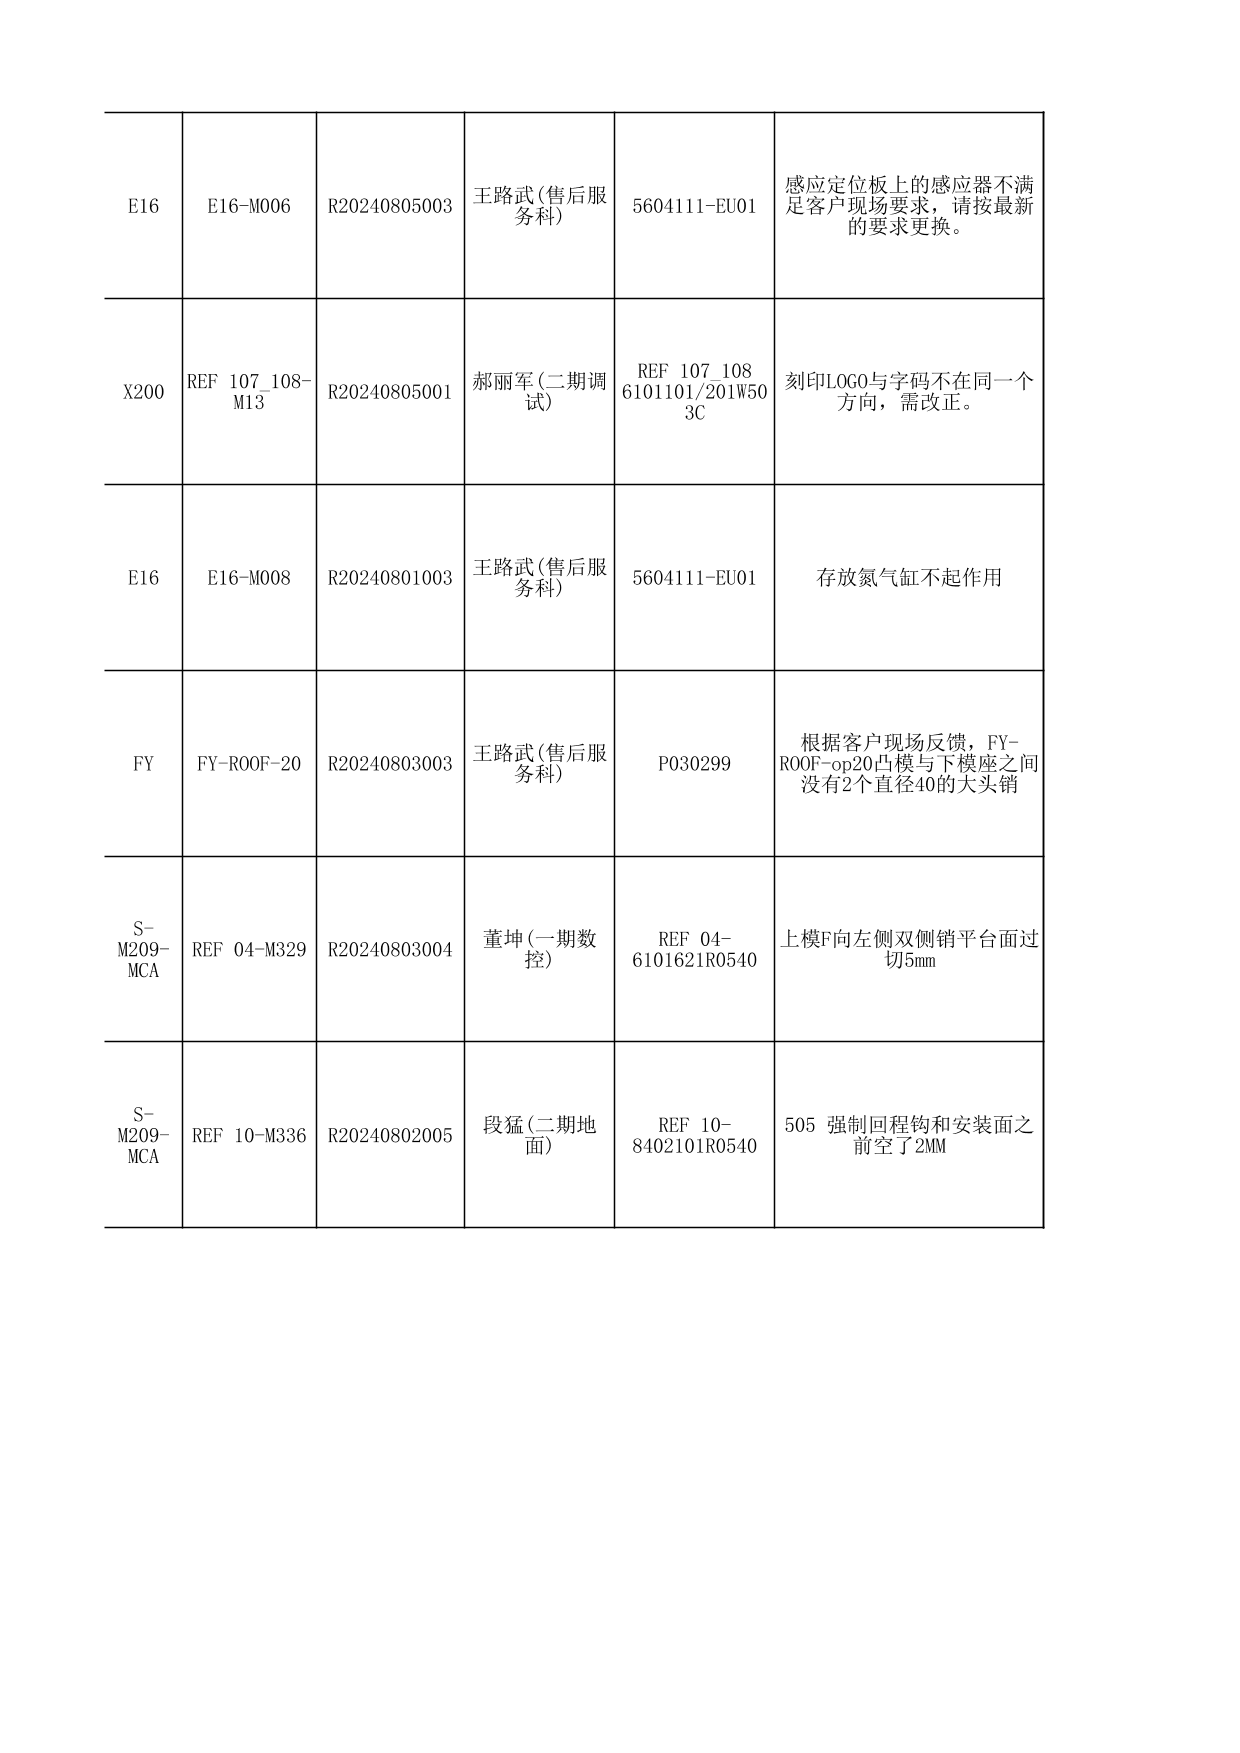 E16
E16-M006
R20240805003
王路武(售后服
务科)
5604111-EU01
感应定位板上的感应器不满
足客户现场要求，请按最新
的要求更换。
X200
REF 107_108-
M13
R20240805001
郝丽军(二期调
试)
REF 107_108
6101101/201W50
3C
刻印LOGO与字码不在同一个
方向，需改正。
E16
E16-M008
R20240801003
王路武(售后服
务科)
5604111-EU01
存放氮气缸不起作用
FY
FY-ROOF-20
R20240803003
王路武(售后服
务科)
P030299
根据客户现场反馈，FY-
ROOF-op20凸模与下模座之间
没有2个直径40的大头销
S-
M209-
MCA
REF 04-M329
R20240803004
董坤(一期数
控)
REF 04-
6101621R0540
上模F向左侧双侧销平台面过
切5mm
S-
M209-
MCA
REF 10-M336
R20240802005
段猛(二期地
面)
REF 10-
8402101R0540
505 强制回程钩和安装面之
前空了2MM